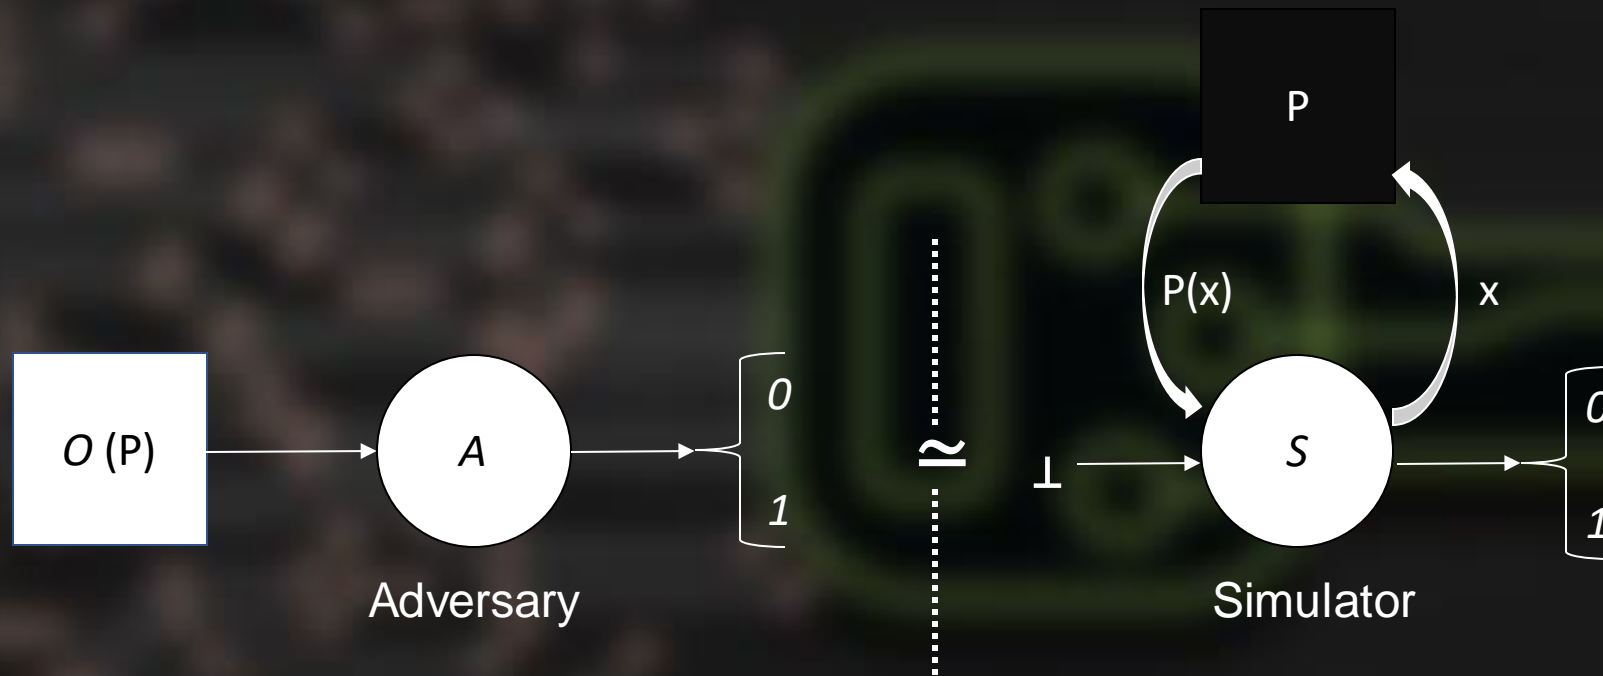 O (P)
A
0
1
Adversary
≃
P
P(x)
x
⊥
S
0
1
Simulator